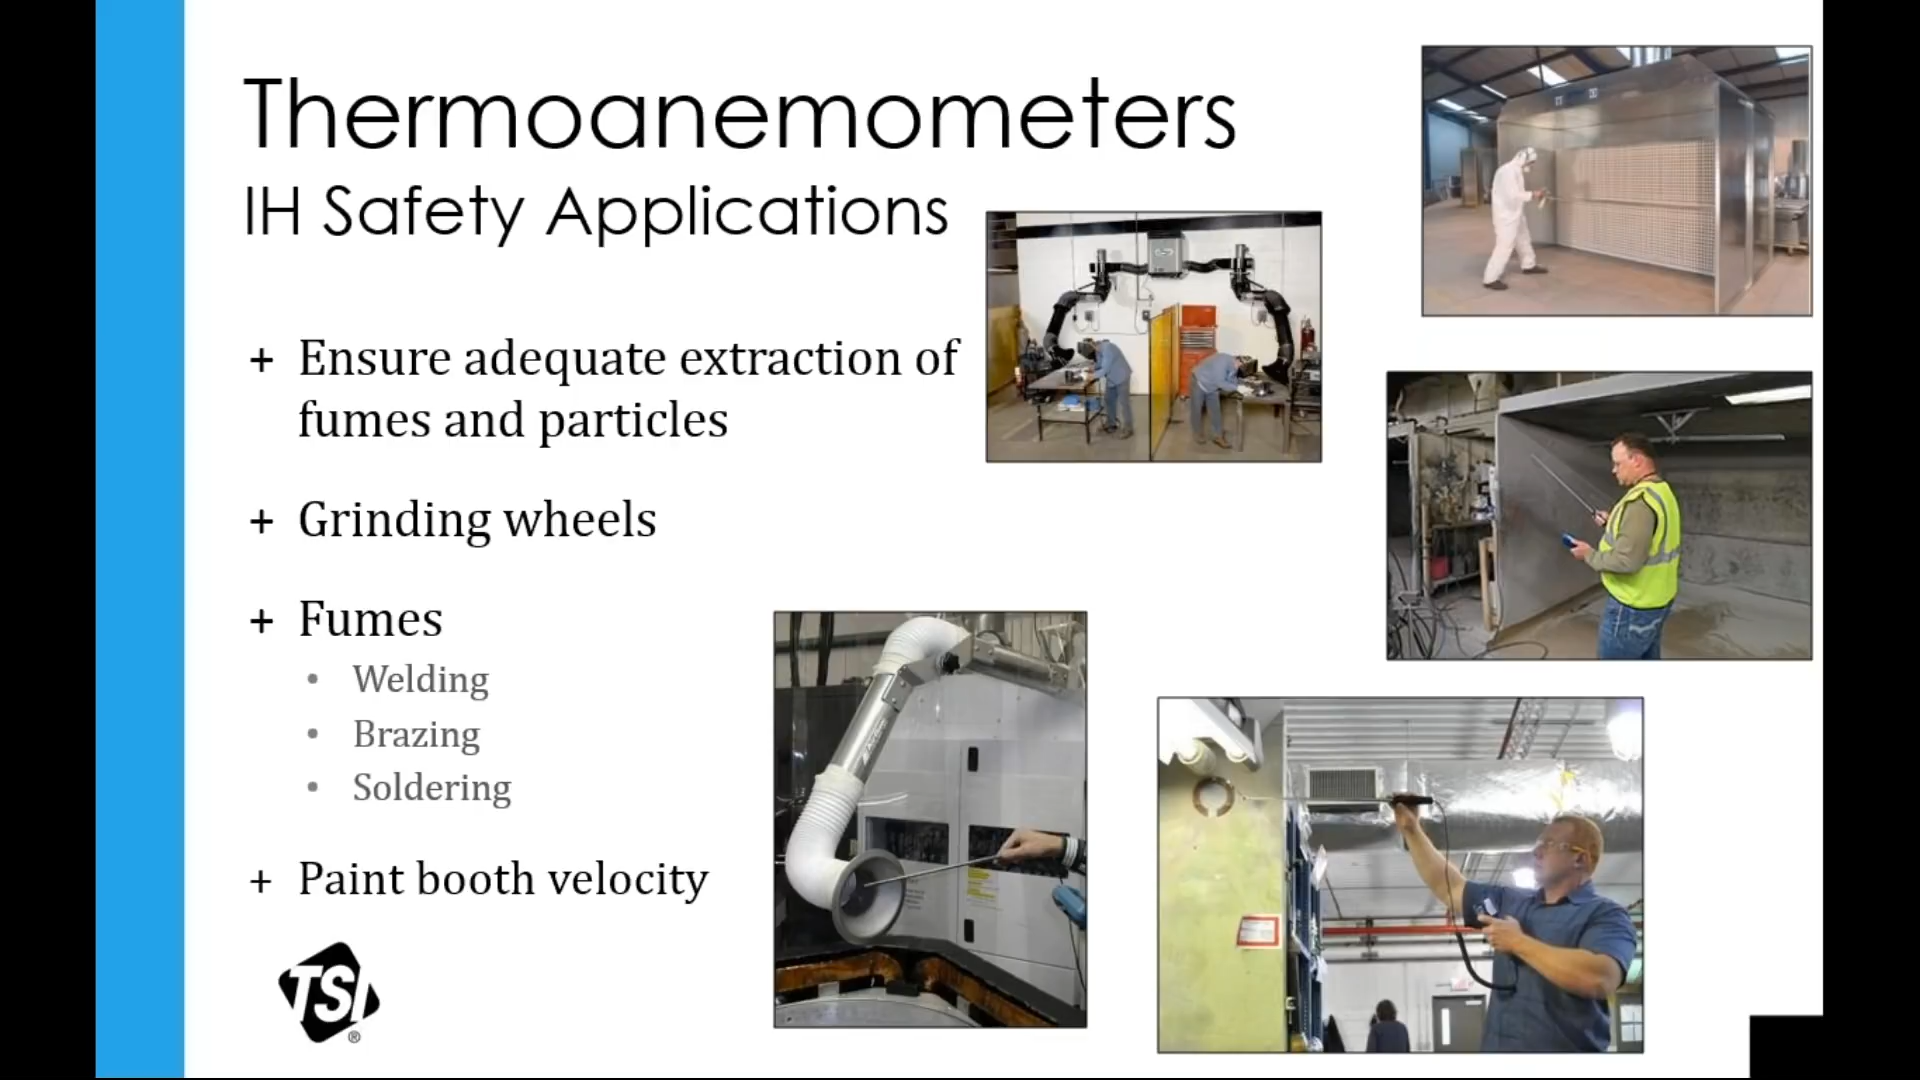 Thermoanemometers
IH Safety Applications
+ Ensure adequate extraction of
fumes and particles
+ Grinding wheels
+ Fumes
• Welding
• Brazing
• Soldering
+ Paint booth velocity
TSI
®